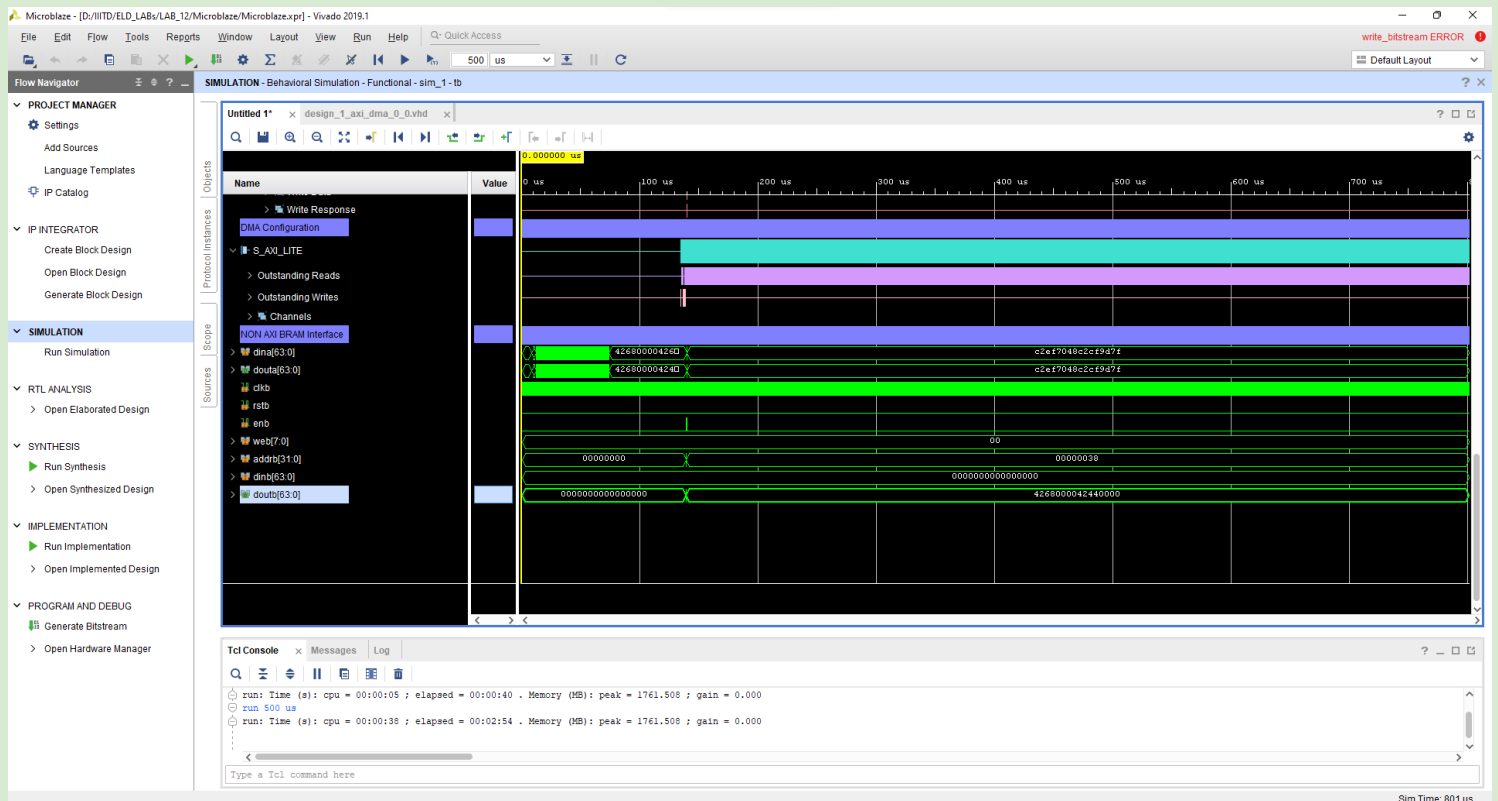 Microblaze - [D:/IIITD/ELD_LABs/LAB_12/Microblaze/Microblaze.xpr] - Vivado 2019.1
File Edit Flow Tools Reports Window Layout View Run Help Quick Access
write_bitstream ERROR
500 us
Default Layout
Flow Navigator
SIMULATION - Behavioral Simulation - Functional - sim_1 - tb
PROJECT MANAGER
Settings
Add Sources
Language Templates
IP Catalog
IP INTEGRATOR
Create Block Design
Open Block Design
Generate Block Design
SIMULATION
Run Simulation
RTL ANALYSIS
Open Elaborated Design
SYNTHESIS
Run Synthesis
Open Synthesized Design
IMPLEMENTATION
Run Implementation
Open Implemented Design
PROGRAM AND DEBUG
Generate Bitstream
Open Hardware Manager
Objects
Protocol Instances
Scope
Sources
Untitled 1* design_1_axi_dma_0_0.vhd
0.000000 us
Name Value
0 us 100 us 200 us 300 us 400 us 500 us 600 us 700 us
Write Response
DMA Configuration
S_AXI_LITE
Outstanding Reads
Outstanding Writes
Channels
NON AXI BRAM Interface
dina[63:0] 42680000426 c2ef7048c2cf9d7f
douta[63:0] 42680000424 c2ef7048c2cf9d7f
clkb
rstb
enb
web[7:0] 00
addrb[31:0] 00000000 00000038
dinb[63:0] 0000000000000000
doutb[63:0] 0000000000000000 4268000042440000
Tcl Console Messages Log
run: Time (s): cpu = 00:00:05 ; elapsed = 00:00:40 . Memory (MB): peak = 1761.508 ; gain = 0.000
run 500 us
run: Time (s): cpu = 00:00:38 ; elapsed = 00:02:54 . Memory (MB): peak = 1761.508 ; gain = 0.000
Type a Tcl command here
Sim Time: 801 us